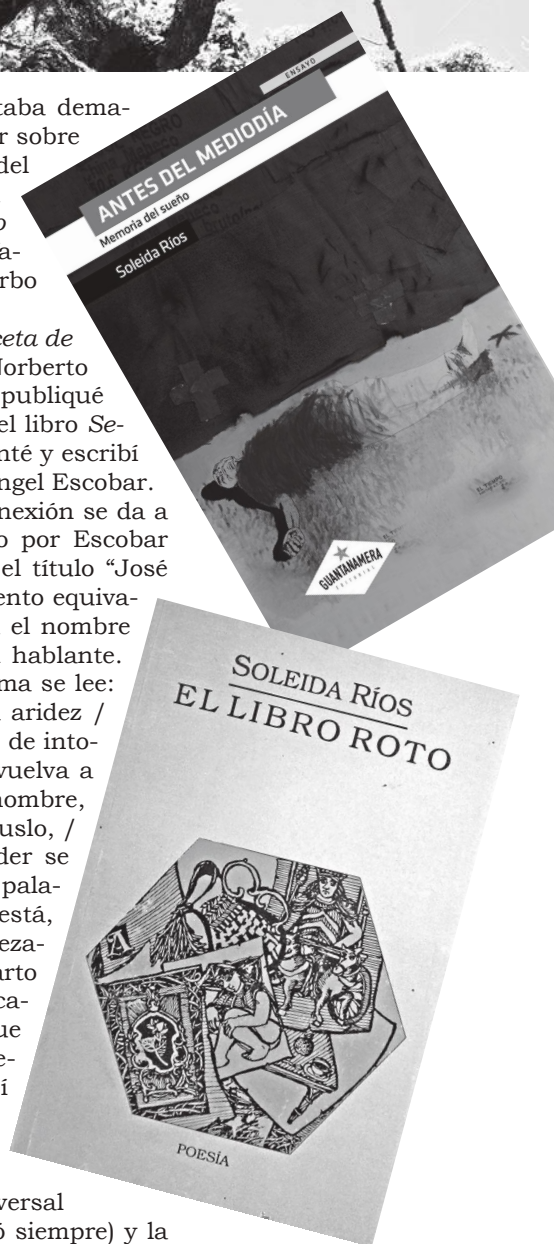 taba dema-
r sobre
del
o
a-
rbo
ceta de
Norberto
publiqué
el libro Se-
nté y escribí
ngel Escobar.
nexión se da a
o por Escobar
el título “José
ento equiva-
el nombre
hablante.
ma se lee:
aridez /
de into-
vuelva a
nombre,
uslo, /
der se
pala-
está,
eza-
arto
ca-
ue
e-
í
versal
ó siempre) y la
ENSAYO
ANTES DEL MEDIODÍA
Memoria del sueño
Soleida Ríos
GUANTANAMERA
EDITORIAL
SOLEIDA RÍOS
EL LIBRO ROTO
A
POESÍA